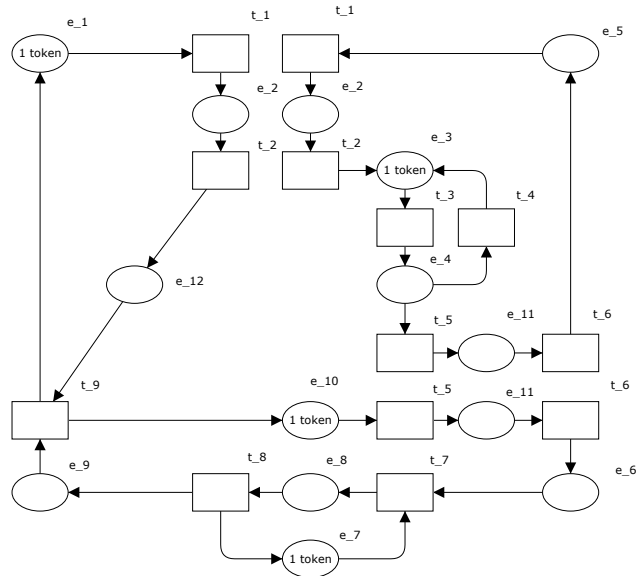 e_1
t_1
t_1
e_5
1 token
e_2
e_2
t_2
t_2
e_3
1 token
t_3
t_4
e_4
e_12
t_5
e_11
t_6
t_9
e_10
t_5
e_11
t_6
1 token
e_9
t_8
e_8
t_7
e_6
e_7
1 token